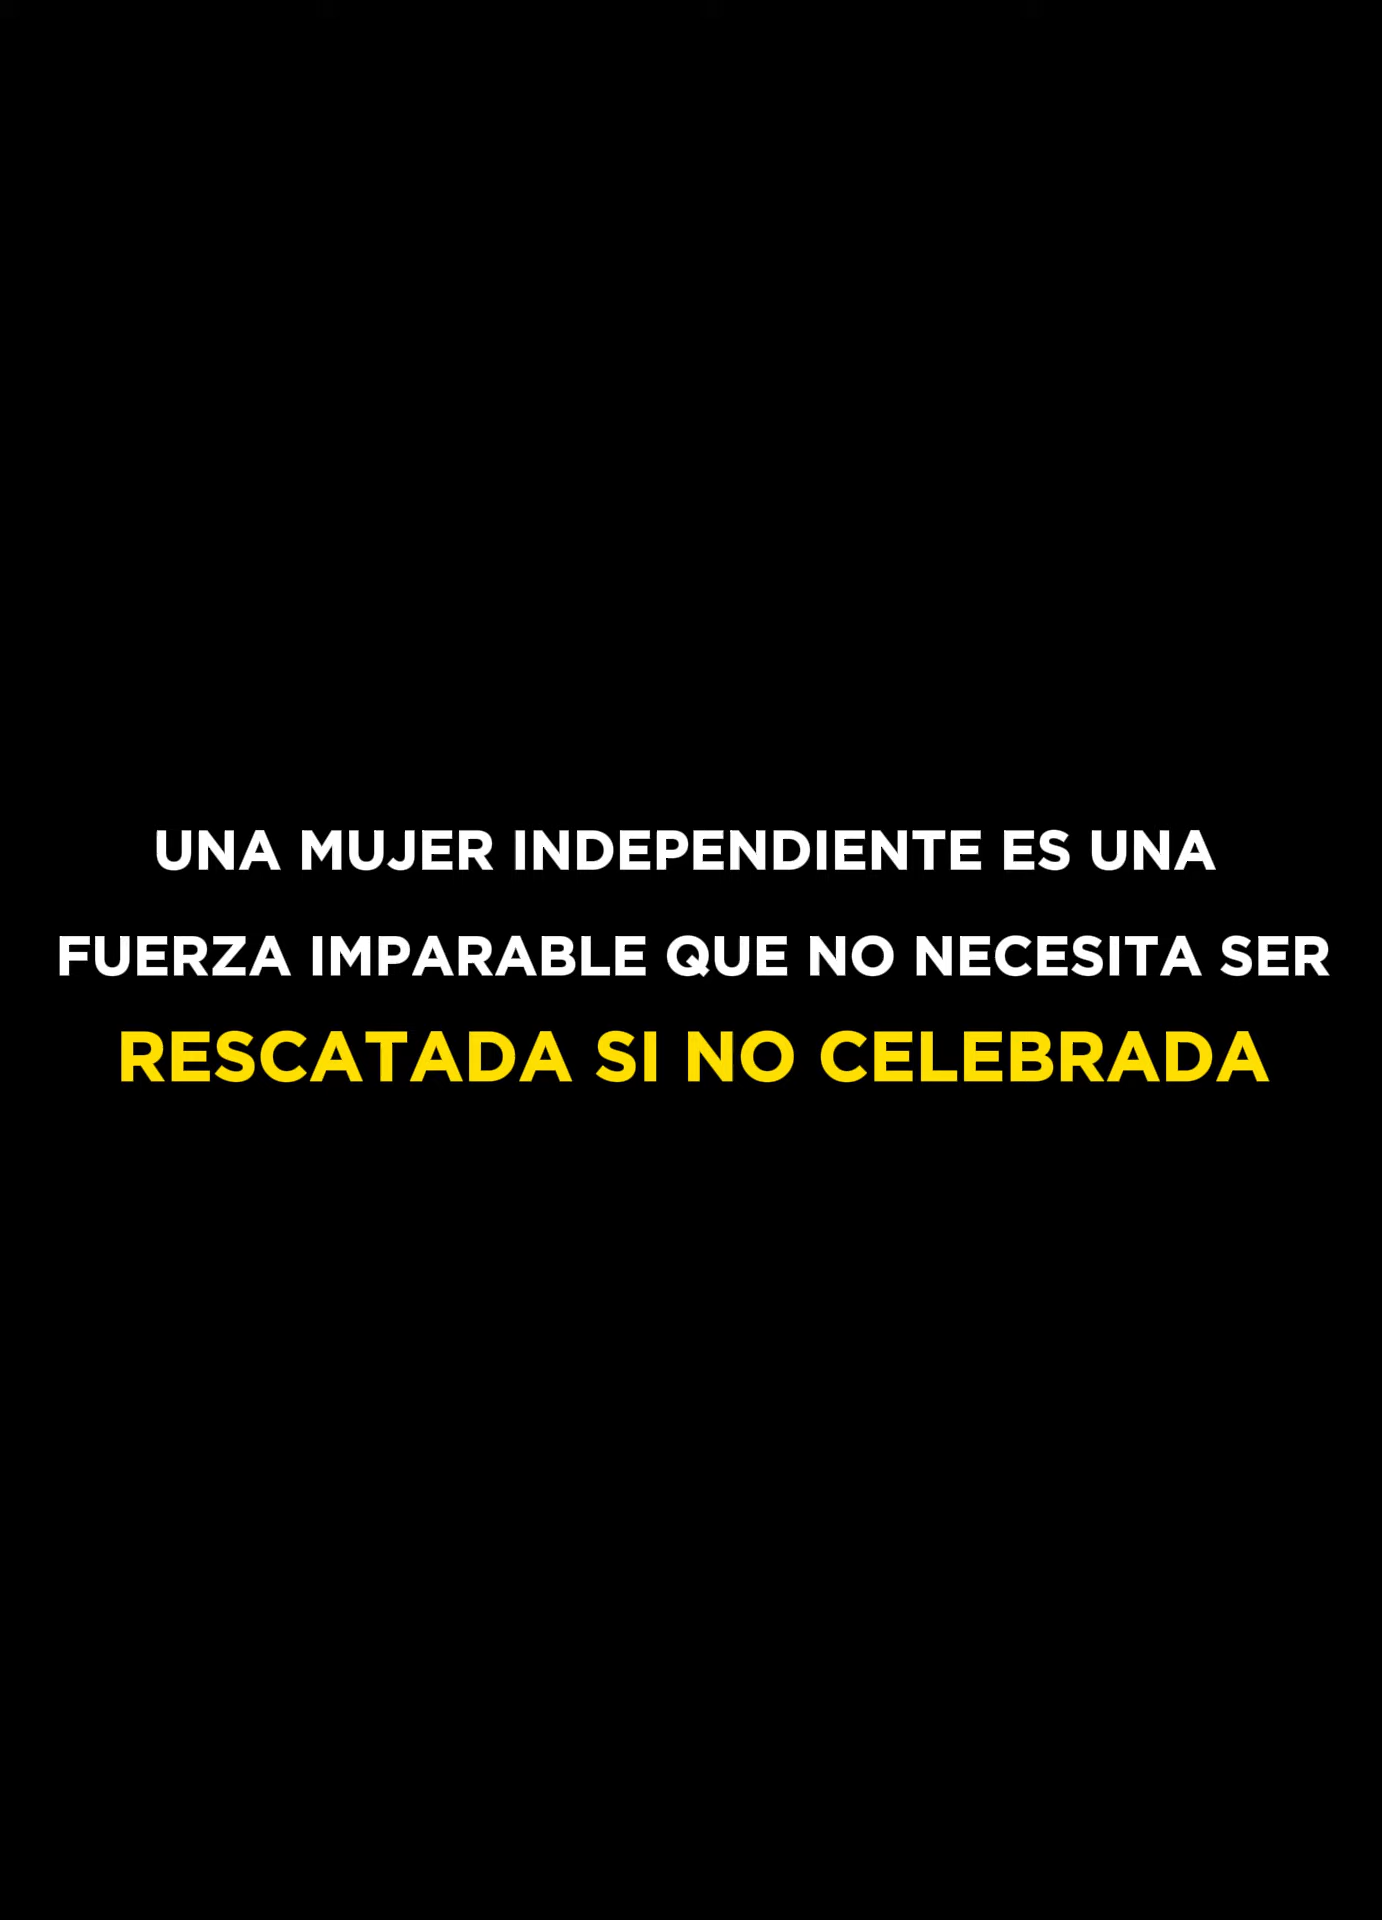 UNA MUJER INDEPENDIENTE ES UNA
FUERZA IMPARABLE QUE NO NECESITA SER
RESCATADA SI NO CELEBRADA